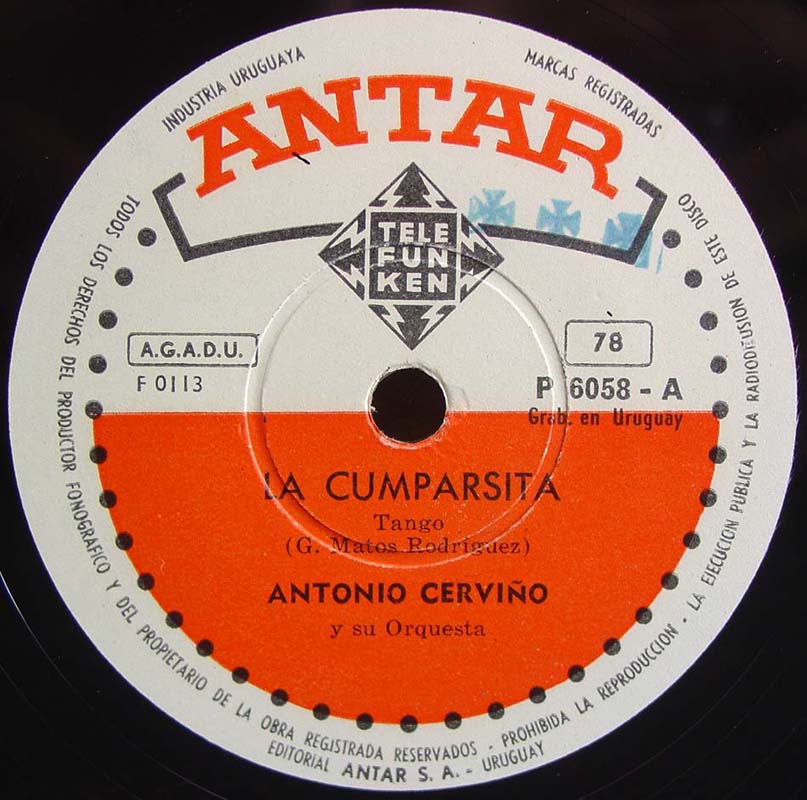 INDUSTRIA URUGUAYA
MARCAS REGISTRADAS
ANTAR
TELE
FUN
KEN
A.G.A.D.U.
F 0113
78
P 6058 - A
Grab. en Uruguay
LA CUMPARSITA
Tango
(G. Matos Rodríguez)
ANTONIO CERVIÑO
y su Orquesta
TODOS LOS DERECHOS DEL PRODUCTOR FONOGRAFICO Y DEL PROPIETARIO DE LA OBRA REGISTRADA RESERVADOS - PROHIBIDA LA REPRODUCCION - LA EJECUCION PUBLICA Y LA RADIODIFUSION DE ESTE DISCO
EDITORIAL ANTAR S. A. - URUGUAY